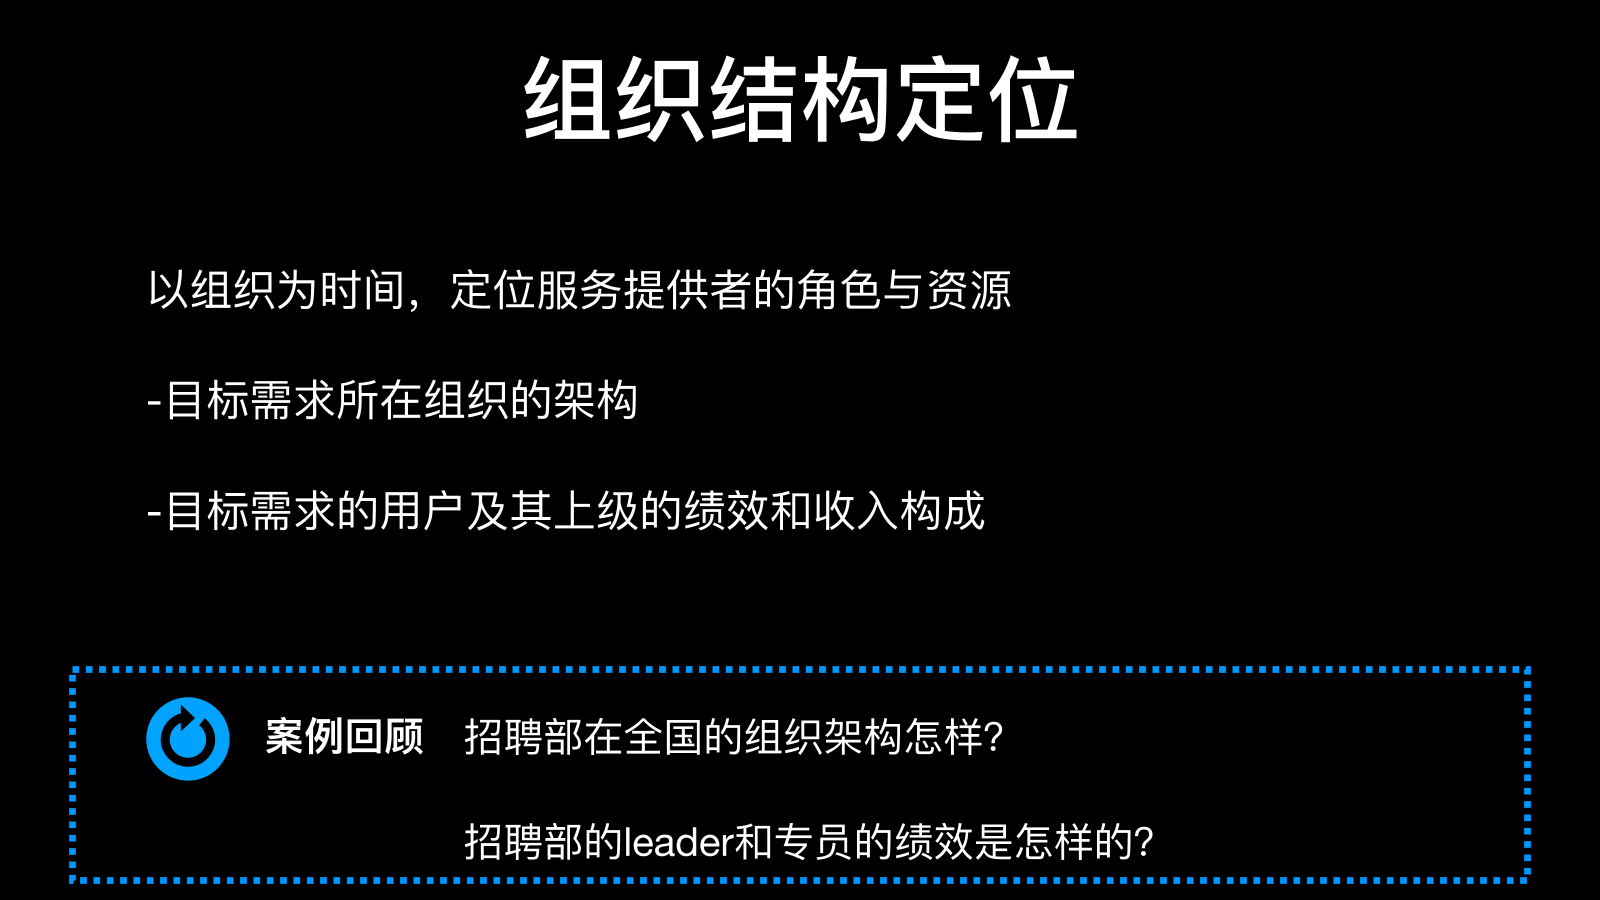 组织结构定位
以组织为时间，定位服务提供者的角色与资源
-目标需求所在组织的架构
-目标需求的用户及其上级的绩效和收入构成
案例回顾 招聘部在全国的组织架构怎样?
招聘部的leader和专员的绩效是怎样的?